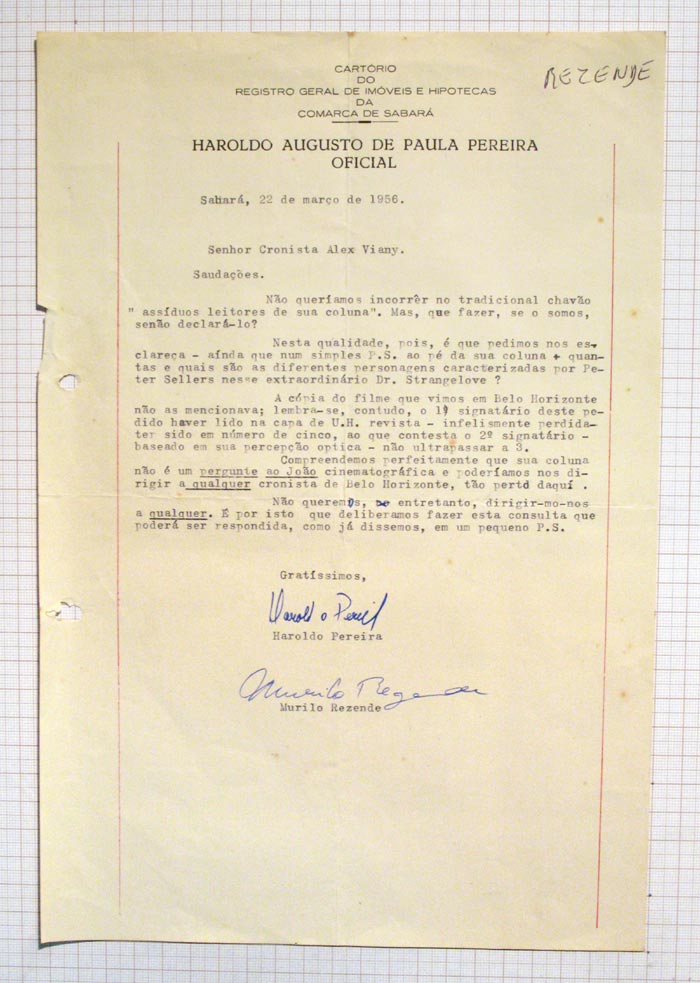 CARTÓRIO
DO
REGISTRO GERAL DE IMÓVEIS E HIPOTECAS
DA
COMARCA DE SABARÁ
REZENDE
HAROLDO AUGUSTO DE PAULA PEREIRA
OFICIAL
Sabará, 22 de março de 1956.
Senhor Cronista Alex Viany.
Saudações.
Não queríamos incorrêr no tradicional chavão
" assíduos leitores de sua coluna". Mas, que fazer, se o somos,
senão declará-lo?
Nesta qualidade, pois, é que pedimos nos es-
clareça - aínda que num simples P.S. ao pé da sua coluna + quan-
tas e quais são as diferentes personagens caracterizadas por Pe-
ter Sellers nesse extraordinário Dr. Strangelove ?
A cópia do filme que vimos em Belo Horizonte
não as mencionava; lembra-se, contudo, o 1º signatário deste pe-
dido haver lido na capa de U.H. revista - infelismente perdida-
ter sido em número de cinco, ao que contesta o 2º signatário -
baseado em sua percepção optica - não ultrapassar a 3.
Compreendemos perfeitamente que sua coluna
não é um pergunte ao João cinematográfica e poderíamos nos di-
rigir a qualquer cronista de Belo Horizonte, tão pertd daquí .
Não queremos, entretanto, dirigir-mo-nos
a qualquer. É por isto que deliberamos fazer esta consulta que
poderá ser respondida, como já dissemos, em um pequeno P.S.
Gratíssimos,
Haroldo Pereira
Haroldo Pereira
Murilo Rezende
Murilo Rezende